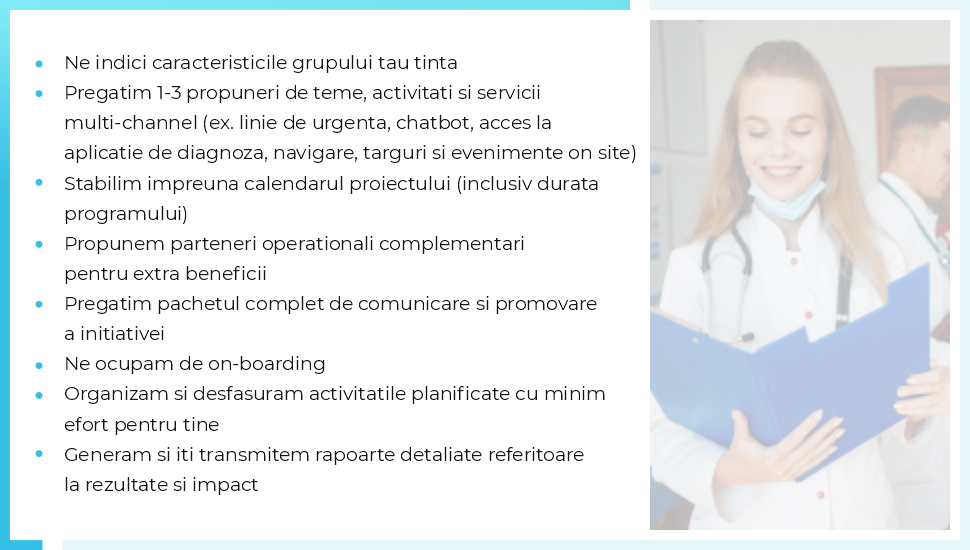 • Ne indici caracteristicile grupului tau tinta
• Pregatim 1-3 propuneri de teme, activitati si servicii
multi-channel (ex. linie de urgenta, chatbot, acces la
aplicatie de diagnoza, navigare, targuri si evenimente on site)
• Stabilim impreuna calendarul proiectului (inclusiv durata
programului)
• Propunem parteneri operationali complementari
pentru extra beneficii
• Pregatim pachetul complet de comunicare si promovare
a initiativei
• Ne ocupam de on-boarding
• Organizam si desfasuram activitatile planificate cu minim
efort pentru tine
• Generam si iti transmitem rapoarte detaliate referitoare
la rezultate si impact